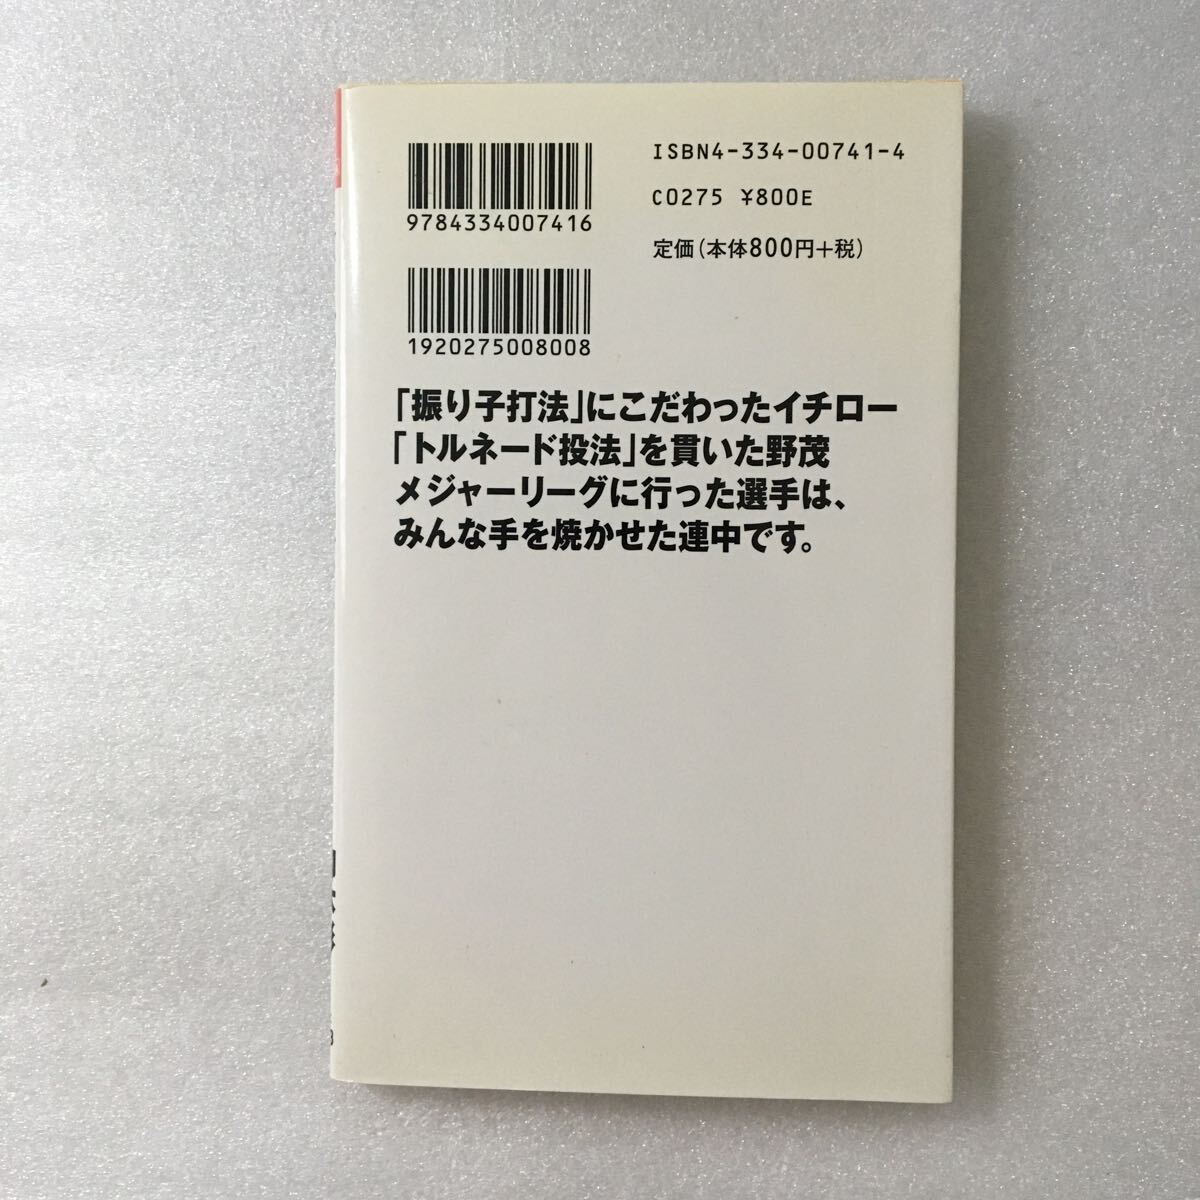 9784334007416
ISBN4-334-00741-4
C0275 ¥800E
定価(本体800円+税)
1920275008008
「振り子打法」にこだわったイチロー
「トルネード投法」を貫いた野茂
メジャーリーグに行った選手は、
みんな手を焼かせた連中です。